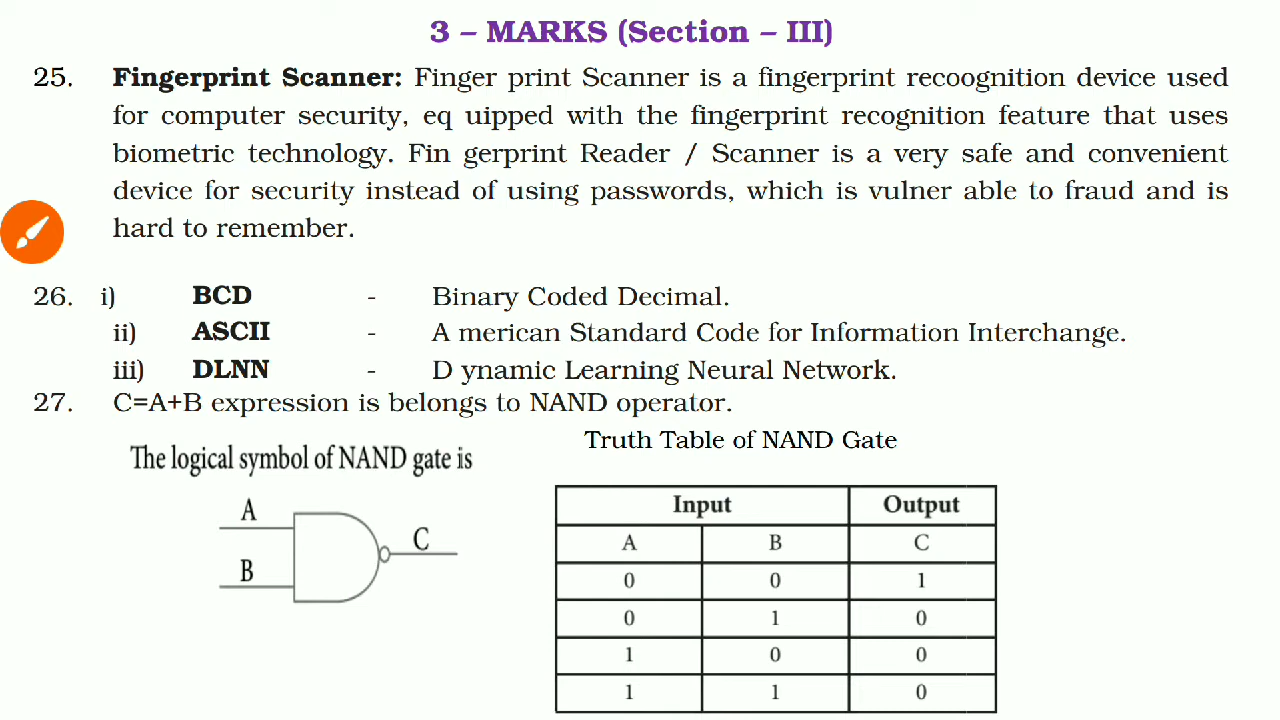 3 – MARKS (Section – III)
25. Fingerprint Scanner: Finger print Scanner is a fingerprint recoognition device used
for computer security, eq uipped with the fingerprint recognition feature that uses
biometric technology. Fin gerprint Reader / Scanner is a very safe and convenient
device for security instead of using passwords, which is vulner able to fraud and is
hard to remember.
26. i) BCD - Binary Coded Decimal.
ii) ASCII - A merican Standard Code for Information Interchange.
iii) DLNN - D ynamic Learning Neural Network.
27. C=A+B expression is belongs to NAND operator.
The logical symbol of NAND gate is
A
B
C
Truth Table of NAND Gate
Input Output
A B C
0 0 1
0 1 0
1 0 0
1 1 0